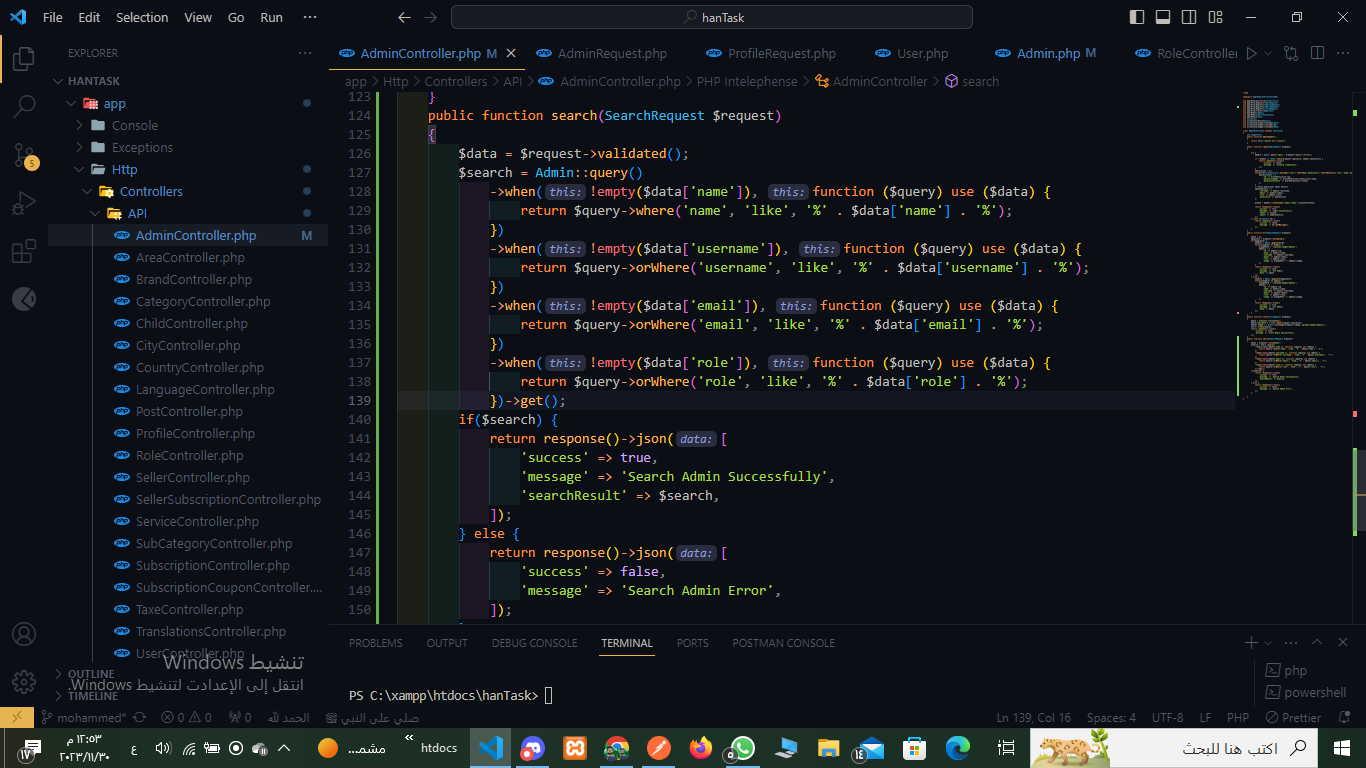 File Edit Selection View Go Run ··· hanTask
EXPLORER
HANTASK
app
Console
Exceptions
Http
Controllers
API
AdminController.php M
AreaController.php
BrandController.php
CategoryController.php
ChildController.php
CityController.php
CountryController.php
LanguageController.php
PostController.php
ProfileController.php
RoleController.php
SellerController.php
SellerSubscriptionController.php
ServiceController.php
SubCategoryController.php
SubscriptionController.php
SubscriptionCouponController....
TaxeController.php
TranslationsController.php
UserController.php
OUTLINE
TIMELINE
5
AdminController.php M AdminRequest.php ProfileRequest.php User.php Admin.php M RoleController
app > Http > Controllers > API > AdminController.php > PHP Intelephense > AdminController > search
123 }
124 public function search(SearchRequest $request)
125 {
126 $data = $request->validated();
127 $search = Admin::query()
128 ->when(this: !empty($data['name']), this: function ($query) use ($data) {
129 return $query->where('name', 'like', '%' . $data['name'] . '%');
130 })
131 ->when(this: !empty($data['username']), this: function ($query) use ($data) {
132 return $query->orWhere('username', 'like', '%' . $data['username'] . '%');
133 })
134 ->when(this: !empty($data['email']), this: function ($query) use ($data) {
135 return $query->orWhere('email', 'like', '%' . $data['email'] . '%');
136 })
137 ->when(this: !empty($data['role']), this: function ($query) use ($data) {
138 return $query->orWhere('role', 'like', '%' . $data['role'] . '%');
139 })->get();
140 if($search) {
141 return response()->json(data: [
142 'success' => true,
143 'message' => 'Search Admin Successfully',
144 'searchResult' => $search,
145 ]);
146 } else {
147 return response()->json(data: [
148 'success' => false,
149 'message' => 'Search Admin Error',
150 ]);
PROBLEMS OUTPUT DEBUG CONSOLE TERMINAL PORTS POSTMAN CONSOLE
PS C:\xampp\htdocs\hanTask>
php
powershell
تنشيط Windows
انتقل إلى الإعدادت لتنشيط Windows.
mohammed* 0 0 0 الحمد لله صلي على النبي ﷺ Ln 139, Col 16 Spaces: 4 UTF-8 LF PHP Prettier
اكتب هنا للبحث
١٤
٥
htdocs
مشمـ...
ع
١٢:٥٣ م
٢٠٢٣/١١/٣٠
١٧